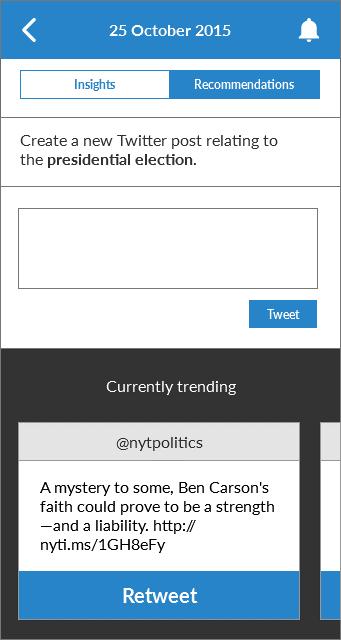 25 October 2015
Insights
Recommendations
Create a new Twitter post relating to
the presidential election.
Tweet
Currently trending
@nytpolitics
A mystery to some, Ben Carson's
faith could prove to be a strength
—and a liability. http://
nyti.ms/1GH8eFy
Retweet